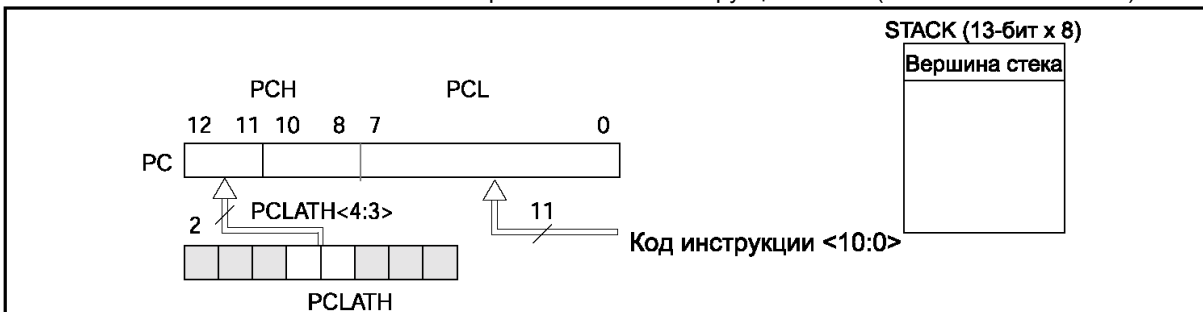 STACK (13-бит x 8)
Вершина стека
PCH PCL
12 11 10 8 7 0
PC
2 PCLATH<4:3> 11
Код инструкции <10:0>
PCLATH